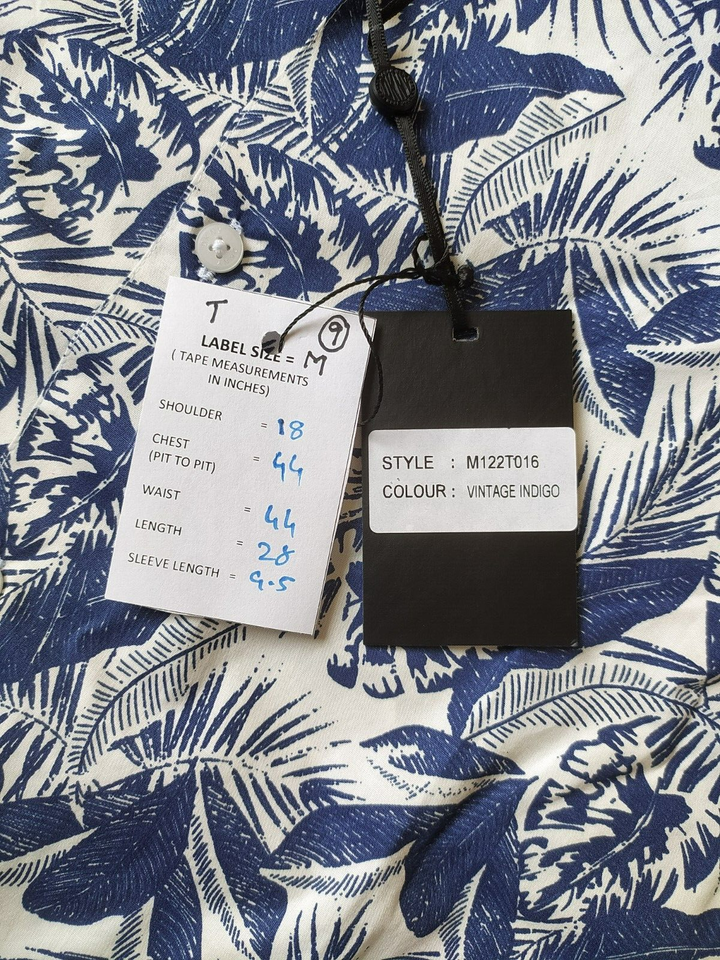 T
9
LABEL SIZE = M
( TAPE MEASUREMENTS
IN INCHES)
SHOULDER = 18
CHEST
(PIT TO PIT) = 44
WAIST = 44
LENGTH = 28
SLEEVE LENGTH = 9.5
STYLE : M122T016
COLOUR : VINTAGE INDIGO